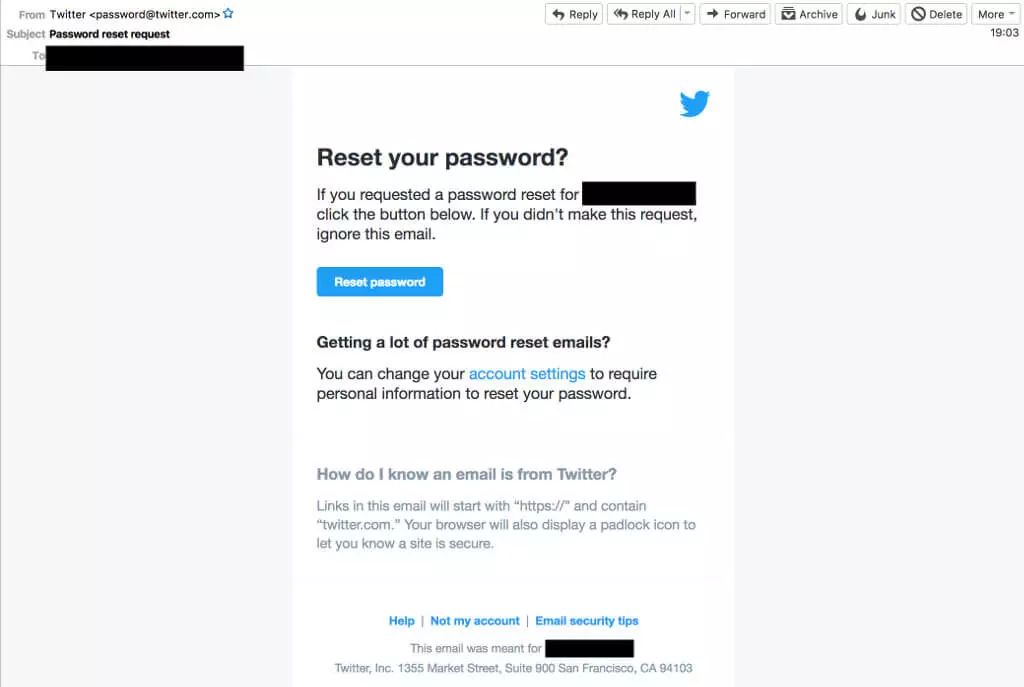 From Twitter <password@twitter.com>
Reply
Reply All
Forward
Archive
Junk
Delete
More
Subject Password reset request
19:03
To
Reset your password?
If you requested a password reset for
click the button below. If you didn't make this request,
ignore this email.
Reset password
Getting a lot of password reset emails?
You can change your account settings to require
personal information to reset your password.
How do I know an email is from Twitter?
Links in this email will start with “https://” and contain
“twitter.com.” Your browser will also display a padlock icon to
let you know a site is secure.
Help | Not my account | Email security tips
This email was meant for
Twitter, Inc. 1355 Market Street, Suite 900 San Francisco, CA 94103